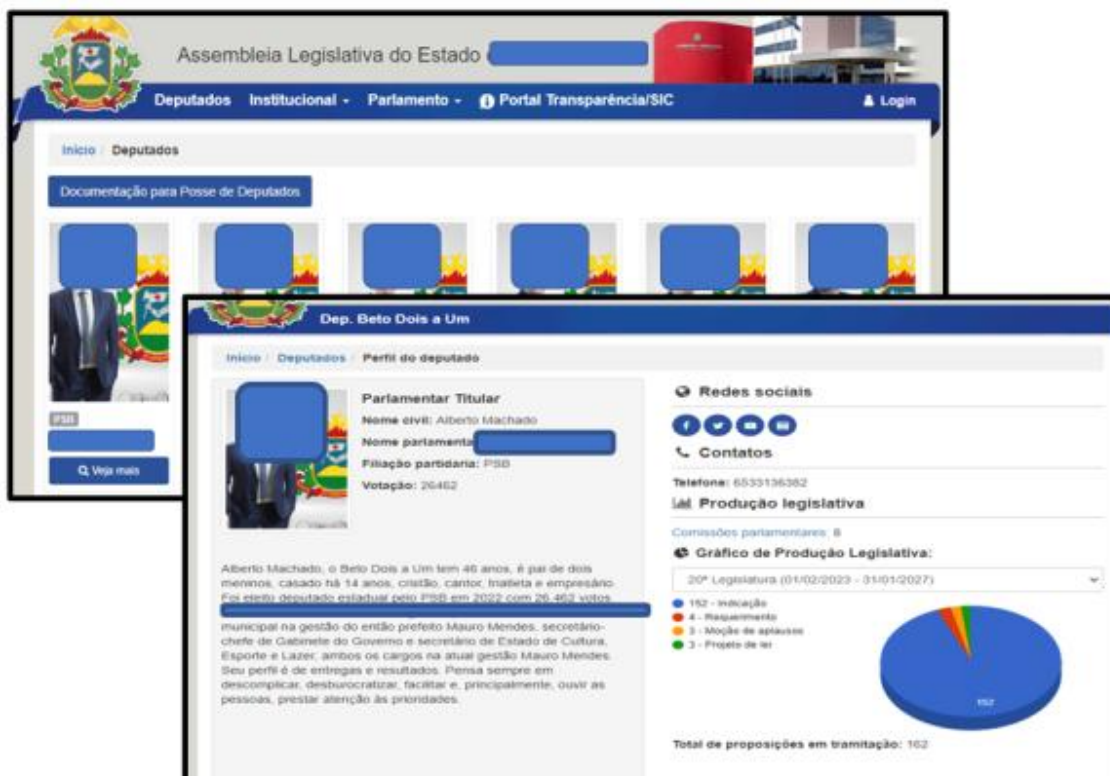 Assembleia Legislativa do Estado
Deputados Institucional Parlamento Portal Transparência/SIC Login
Início / Deputados
Documentação para Posse de Deputados
PSB
Veja mais
Dep. Beto Dois a Um
Início / Deputados / Perfil do deputado
Parlamentar Titular
Nome civil: Alberto Machado
Nome parlamenta
Filiação partidaria: PSB
Votação: 26462
Alberto Machado, o Beto Dois a Um tem 46 anos, é pai de dois
meninos, casado há 14 anos, cristão, cantor, triatleta e empresário.
Foi eleito deputado estadual pelo PSB em 2022 com 26.462 votos
municipal na gestão do então prefeito Mauro Mendes, secretário-
chefe de Gabinete do Governo e secretário de Estado de Cultura,
Esporte e Lazer, ambos os cargos na atual gestão Mauro Mendes.
Seu perfil é de entregas e resultados. Pensa sempre em
descomplicar, desburocratizar, facilitar e, principalmente, ouvir as
pessoas, prestar atenção às prioridades.
Redes sociais
Contatos
Telefone: 6533136382
Produção legislativa
Comissões parlamentares: 8
Gráfico de Produção Legislativa:
20ª Legislatura (01/02/2023 - 31/01/2027)
152 - Indicação
4 - Requerimento
3 - Moção de aplausos
3 - Projeto de lei
152
Total de proposições em tramitação: 162